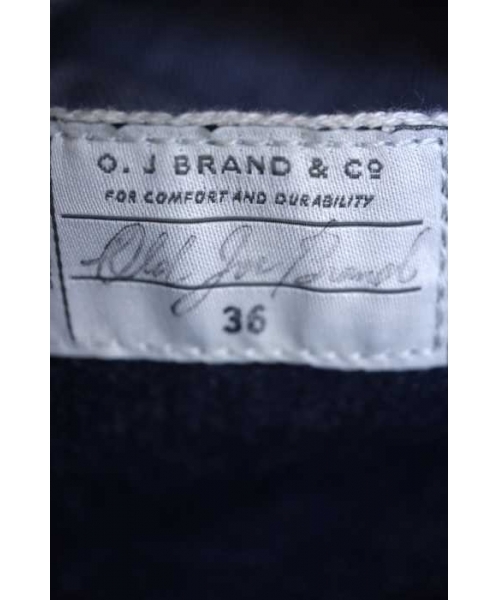 O. J BRAND & Cº
FOR COMFORT AND DURABILITY
Old Joe Brand
36